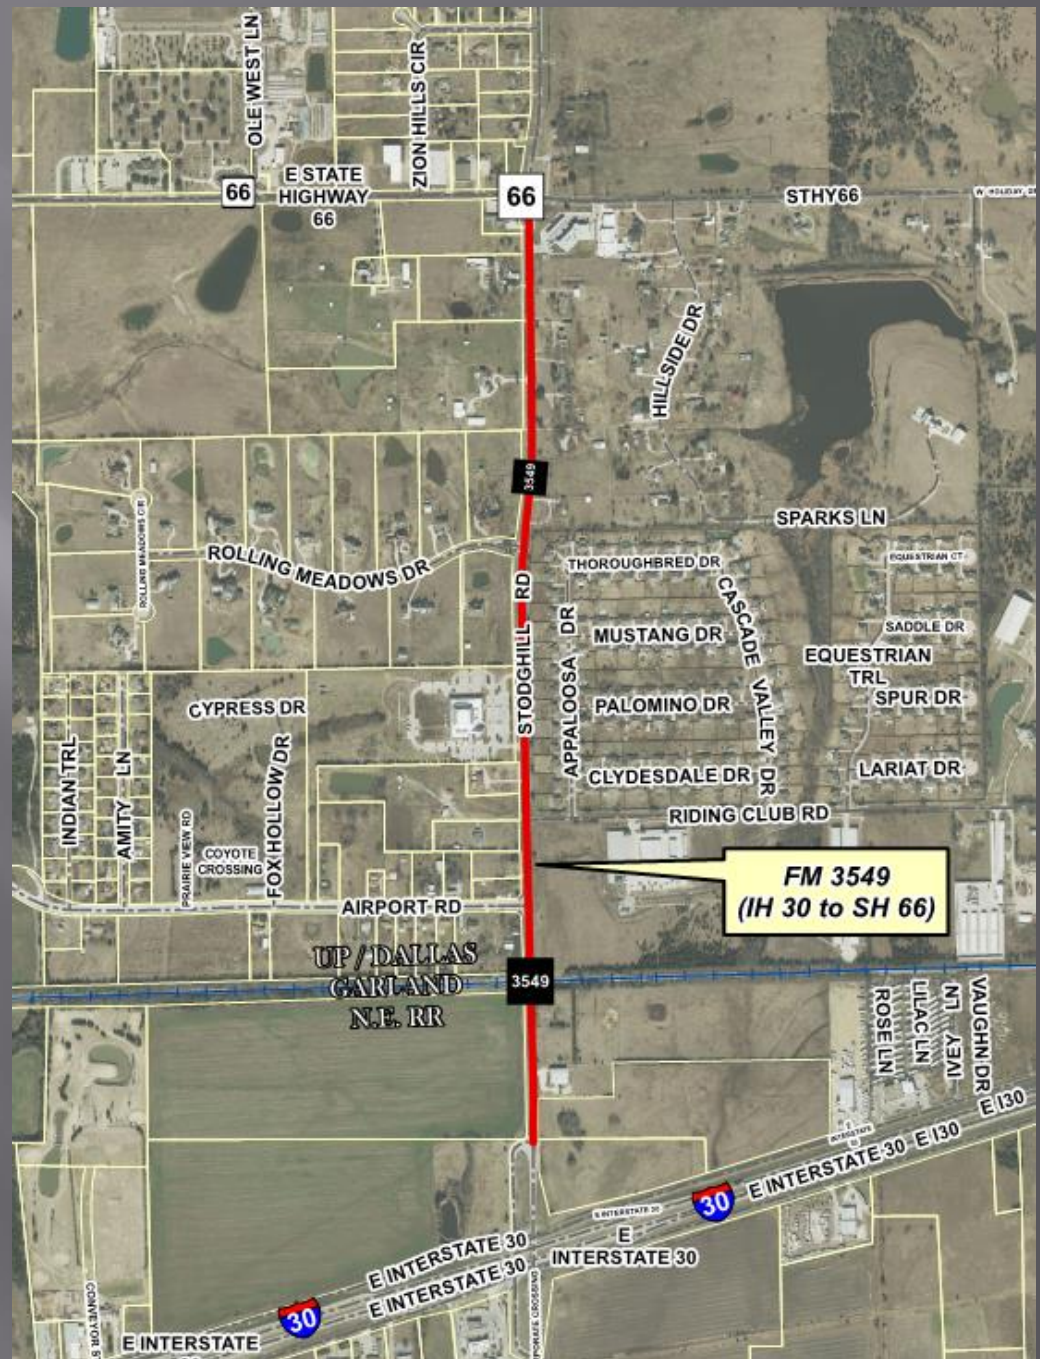 OLE WEST LN
ZION HILLS CIR
E STATE
HIGHWAY
66
66
66
STHY66
W HOLIDAY DR
HILLSIDE DR
3549
SPARKS LN
ROLLING MEADOWS CIR
ROLLING MEADOWS DR
STODGHILL RD
THOROUGHBRED DR
EQUESTRIAN CT
CASCADE VALLEY DR
APPALOOSA DR
MUSTANG DR
SADDLE DR
EQUESTRIAN
TRL
PALOMINO DR
SPUR DR
CYPRESS DR
CLYDESDALE DR
LARIAT DR
INDIAN TRL
AMITY LN
FOX HOLLOW DR
RIDING CLUB RD
PRAIRIE VIEW RD
COYOTE
CROSSING
FM 3549
(IH 30 to SH 66)
AIRPORT RD
UP / DALLAS
GARLAND
N.E. RR
3549
ROSE LN
LILAC LN
IVEY LN
VAUGHN DR
E I30
E I30
E INTERSTATE 30
30
E INTERSTATE 30
E
INTERSTATE 30
E INTERSTATE 30
E INTERSTATE 30
30
E INTERSTATE
CONVEYOR S
PORATE CROSSING